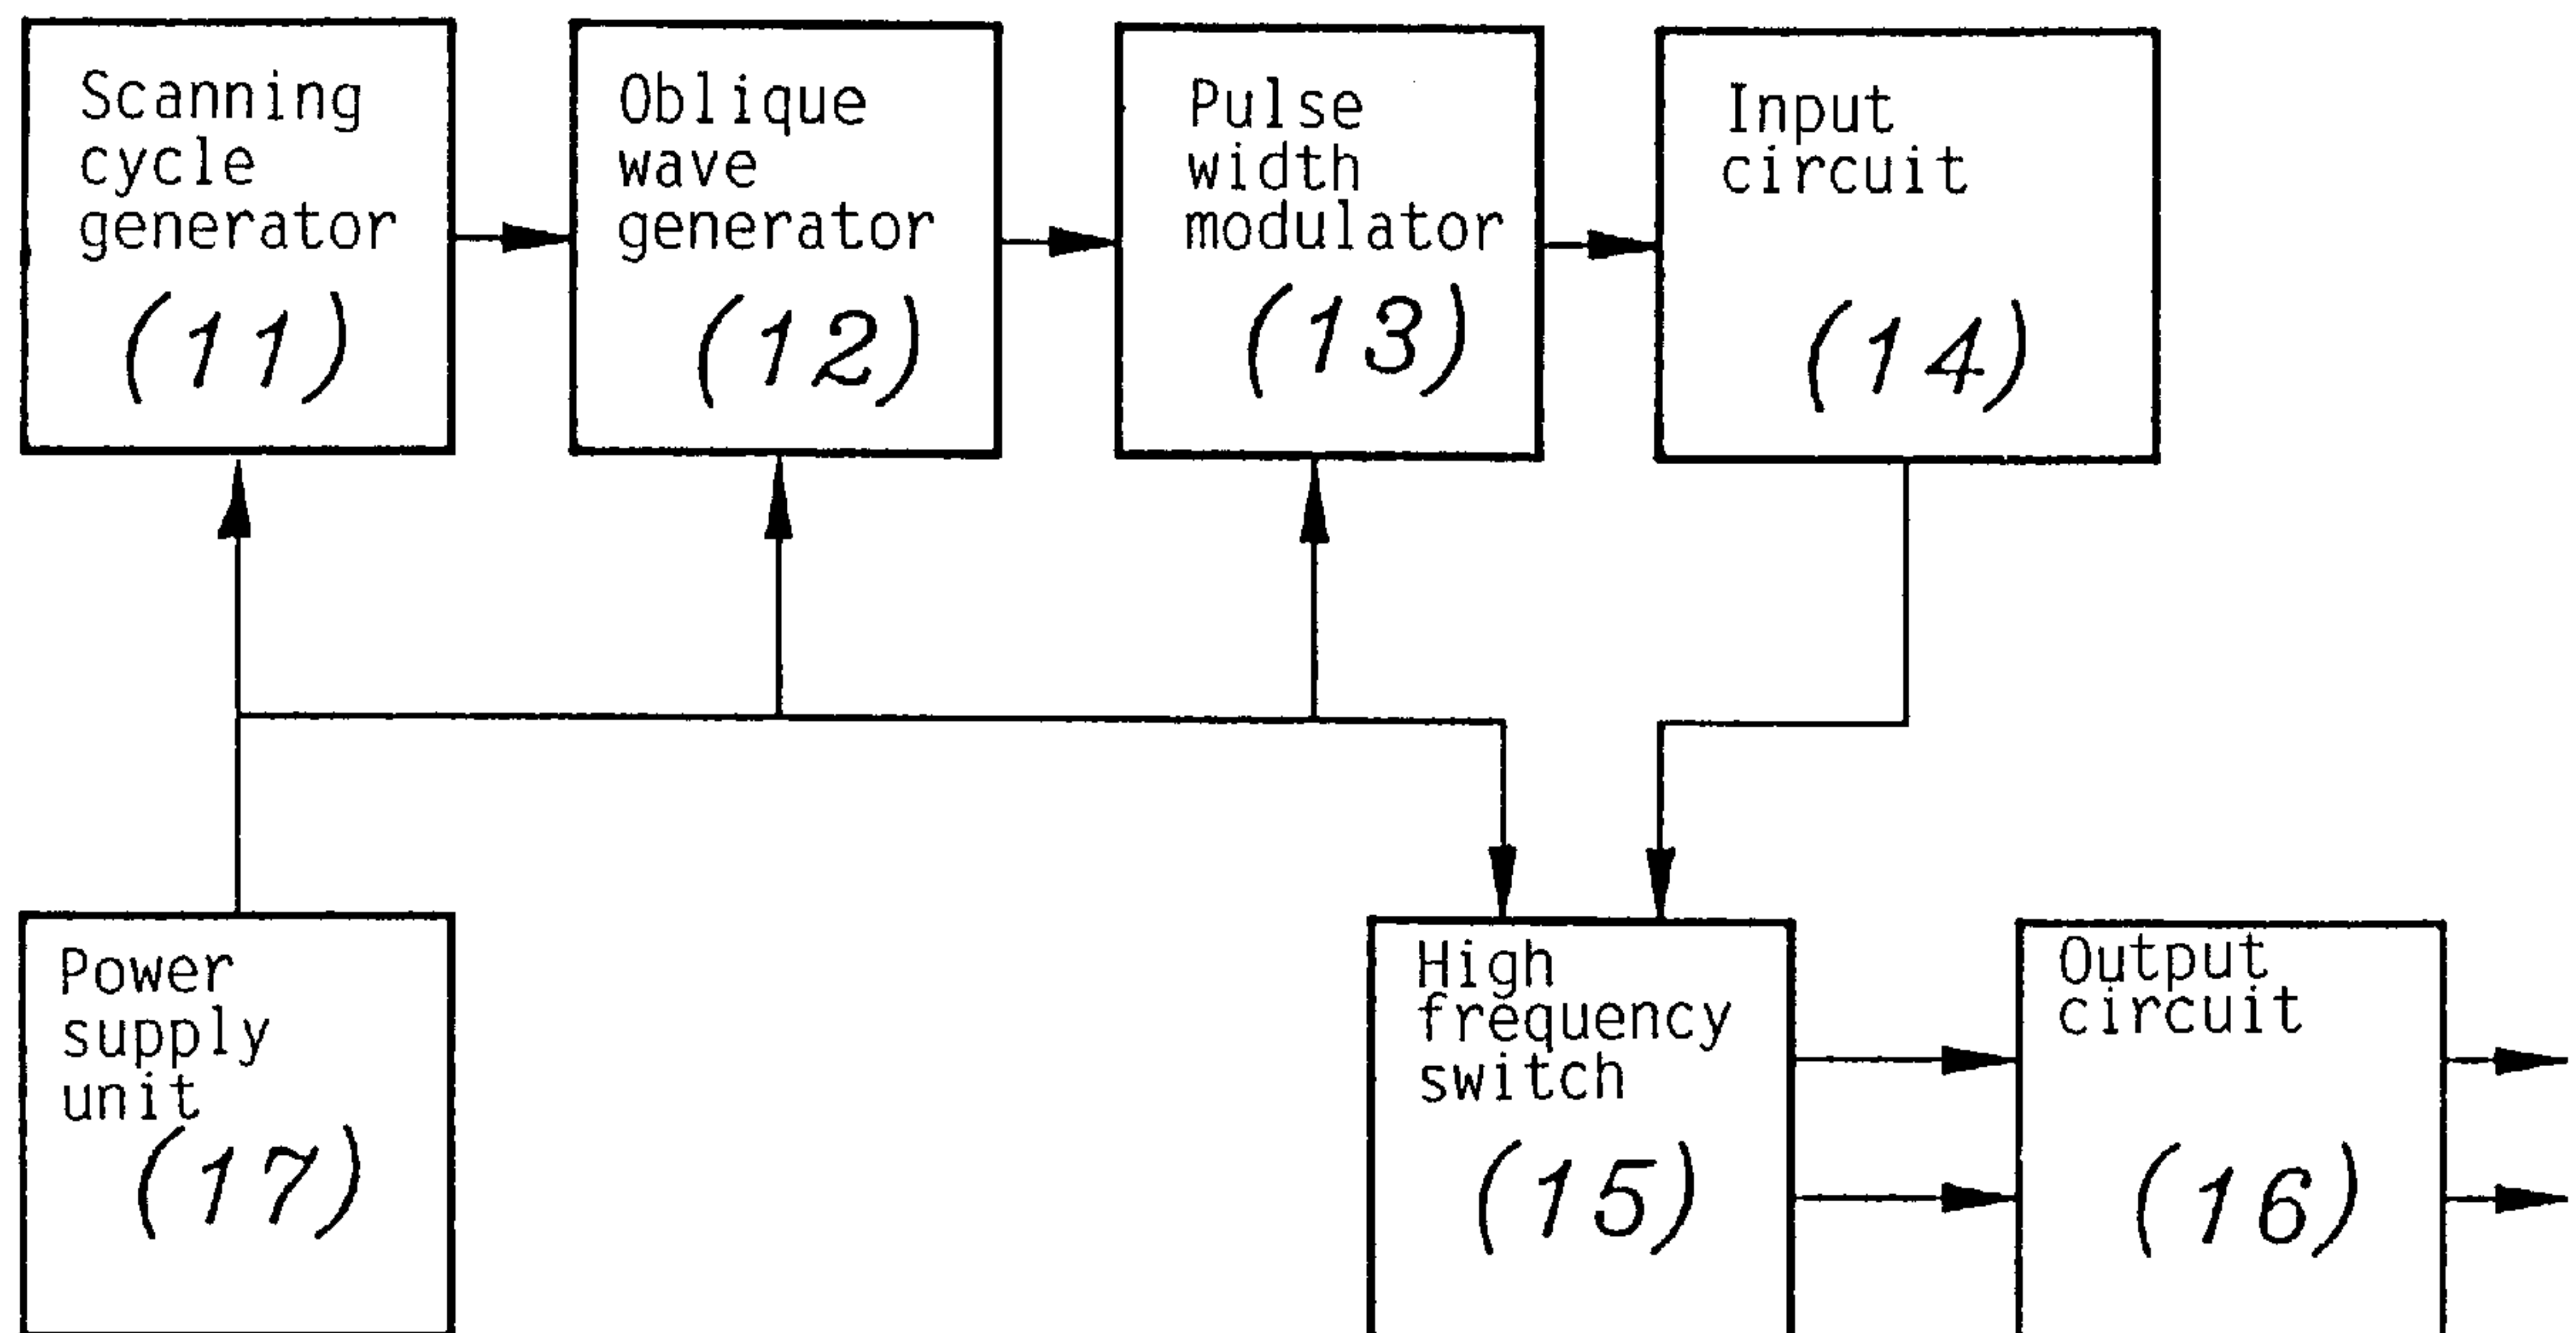 Scanning
cycle
generator
(11)
Oblique
wave
generator
(12)
Pulse
width
modulator
(13)
Input
circuit
(14)
Power
supply
unit
(17)
High
frequency
switch
(15)
Output
circuit
(16)